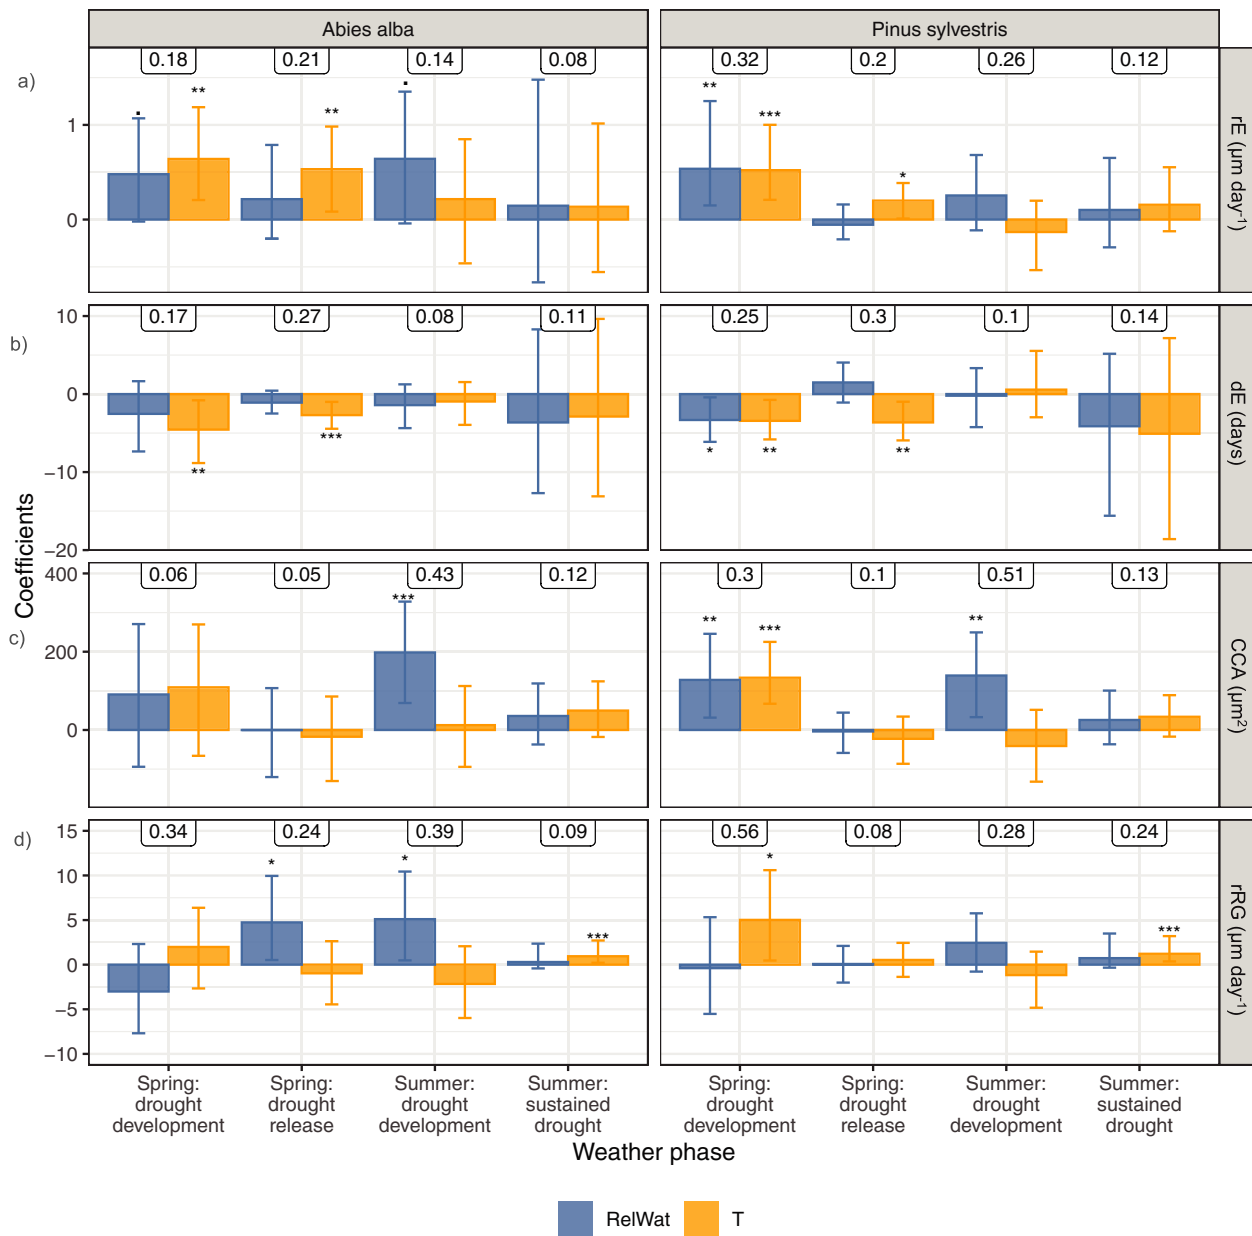 Abies alba
Pinus sylvestris
a)
0.18
0.21
0.14
0.08
0.32
0.2
0.26
0.12
.
**
**
.
**
***
*
1
0
rE (µm day⁻¹)
b)
0.17
0.27
0.08
0.11
0.25
0.3
0.1
0.14
10
0
−10
−20
**
***
*
**
**
dE (days)
Coefficients
c)
0.06
0.05
0.43
0.12
0.3
0.1
0.51
0.13
400
200
0
***
**
***
**
CCA (µm²)
d)
0.34
0.24
0.39
0.09
0.56
0.08
0.28
0.24
15
10
5
0
−5
−10
*
*
***
*
***
rRG (µm day⁻¹)
Spring:
drought
development
Spring:
drought
release
Summer:
drought
development
Summer:
sustained
drought
Spring:
drought
development
Spring:
drought
release
Summer:
drought
development
Summer:
sustained
drought
Weather phase
RelWat
T